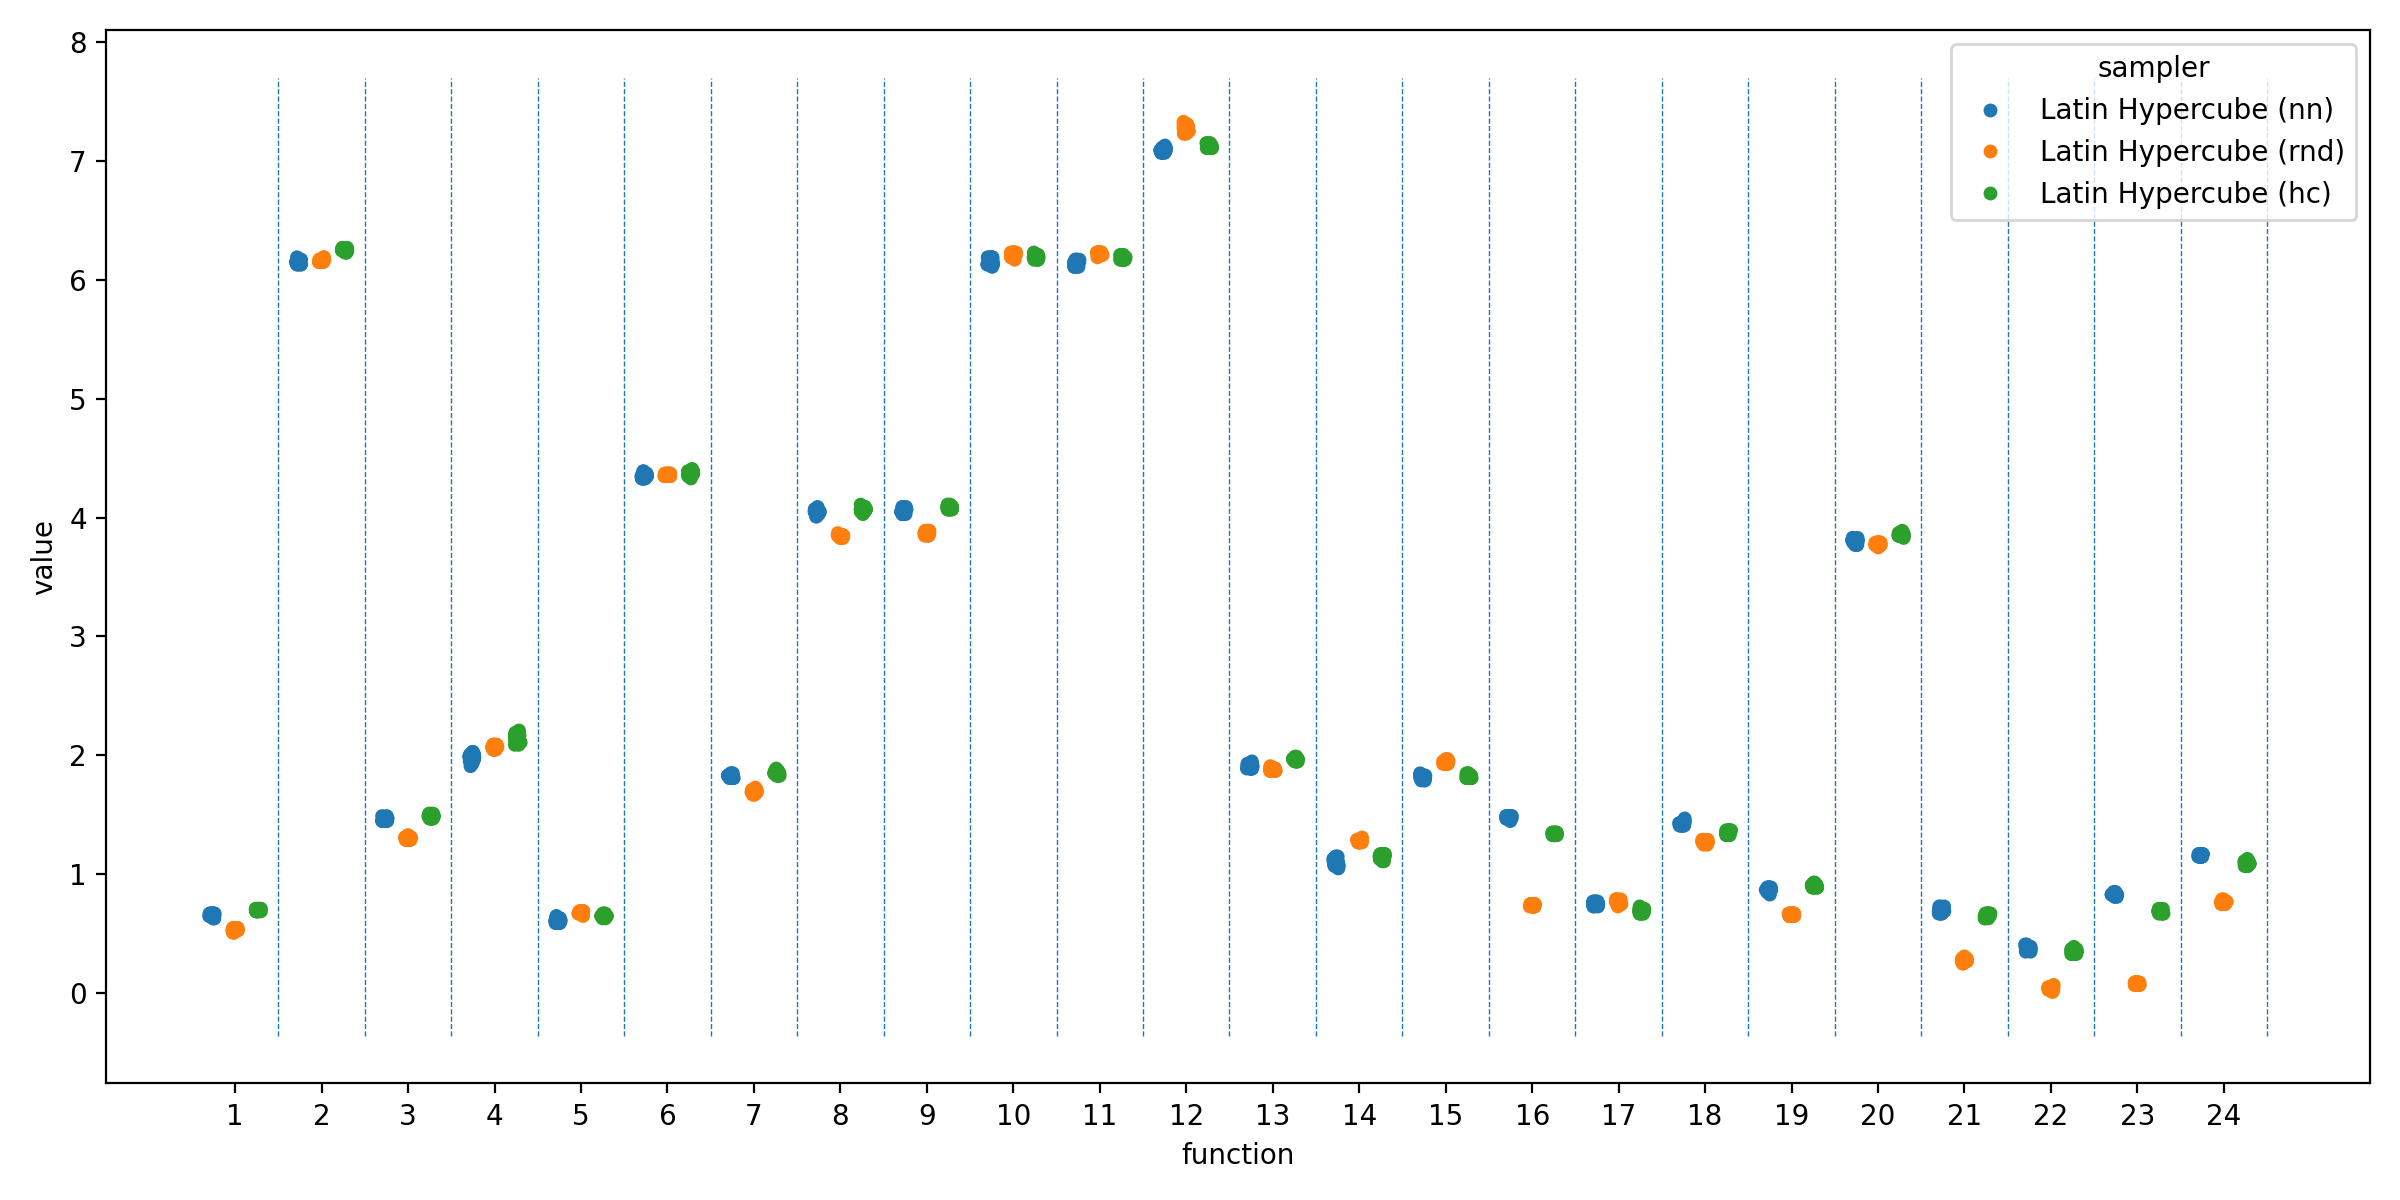 sampler
Latin Hypercube (nn)
Latin Hypercube (rnd)
Latin Hypercube (hc)
8
7
6
5
4
3
2
1
0
value
1 2 3 4 5 6 7 8 9 10 11 12 13 14 15 16 17 18 19 20 21 22 23 24
function